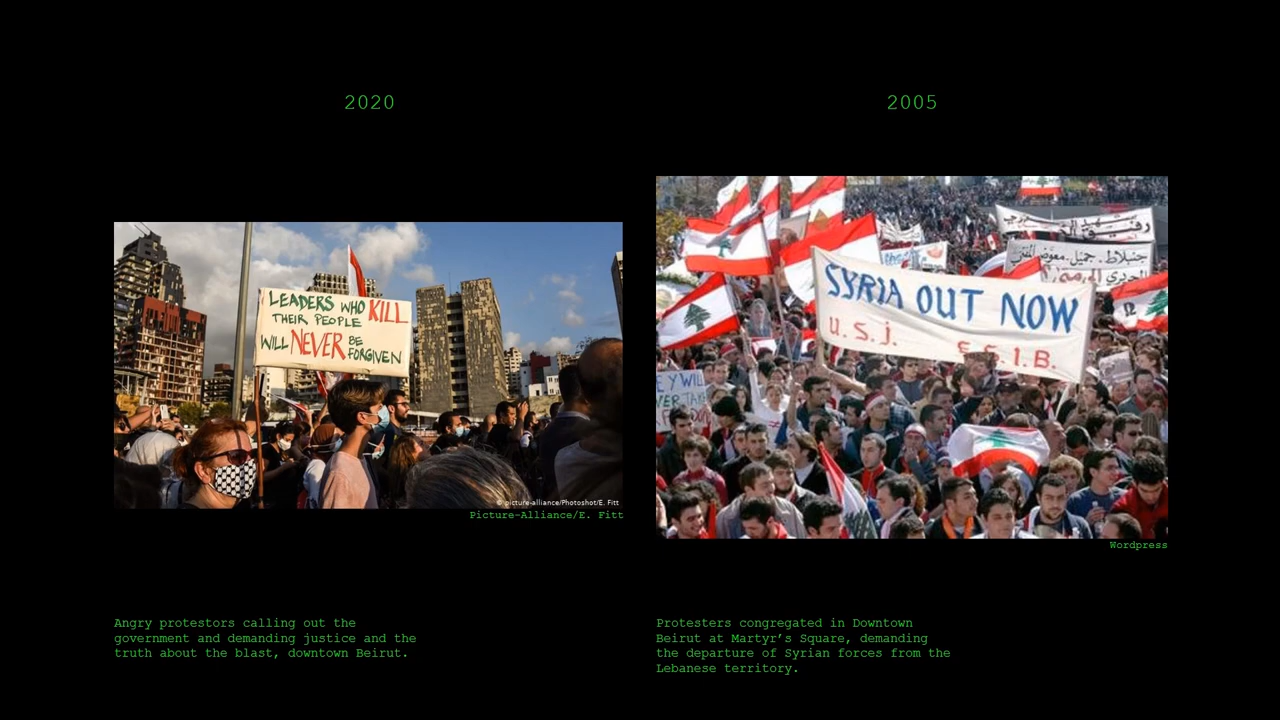 2020
LEADERS WHO KILL
THEIR PEOPLE
WILL NEVER BE
FORGIVEN
© picture-alliance/Photoshot/E. Fitt
Picture-Alliance/E. Fitt
Angry protestors calling out the
government and demanding justice and the
truth about the blast, downtown Beirut.
2005
SYRIA OUT NOW
U.S.J.
جنبلاط . جميّل
Wordpress
Protesters congregated in Downtown
Beirut at Martyr’s Square, demanding
the departure of Syrian forces from the
Lebanese territory.